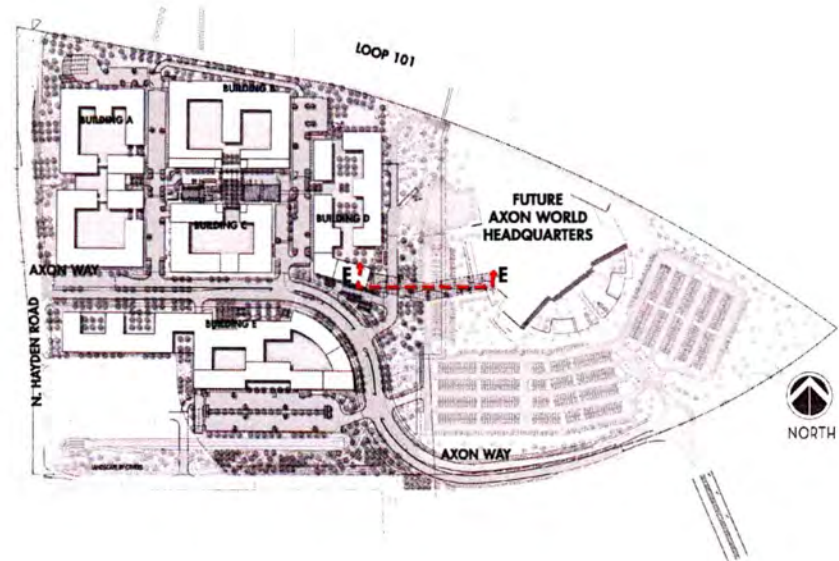 LOOP 101
BUILDING A
BUILDING B
BUILDING C
BUILDING D
FUTURE
AXON WORLD
HEADQUARTERS
E
E
AXON WAY
N. HAYDEN ROAD
BUILDING E
AXON WAY
NORTH